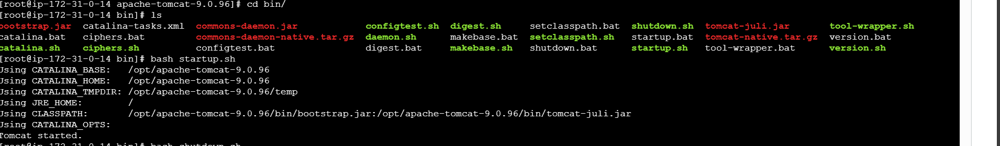 [root@ip-172-31-0-14 apache-tomcat-9.0.96]# cd bin/
[root@ip-172-31-0-14 bin]# ls
bootstrap.jar catalina-tasks.xml commons-daemon.jar configtest.sh digest.sh setclasspath.bat shutdown.sh tomcat-juli.jar tool-wrapper.sh
catalina.bat ciphers.bat commons-daemon-native.tar.gz daemon.sh makebase.bat setclasspath.sh startup.bat tomcat-native.tar.gz version.bat
catalina.sh ciphers.sh configtest.bat digest.bat makebase.sh shutdown.bat startup.sh tool-wrapper.bat version.sh
[root@ip-172-31-0-14 bin]# bash startup.sh
Using CATALINA_BASE: /opt/apache-tomcat-9.0.96
Using CATALINA_HOME: /opt/apache-tomcat-9.0.96
Using CATALINA_TMPDIR: /opt/apache-tomcat-9.0.96/temp
Using JRE_HOME: /
Using CLASSPATH: /opt/apache-tomcat-9.0.96/bin/bootstrap.jar:/opt/apache-tomcat-9.0.96/bin/tomcat-juli.jar
Using CATALINA_OPTS:
Tomcat started.
[root@ip-172-31-0-14 bin]# bash shutdown.sh